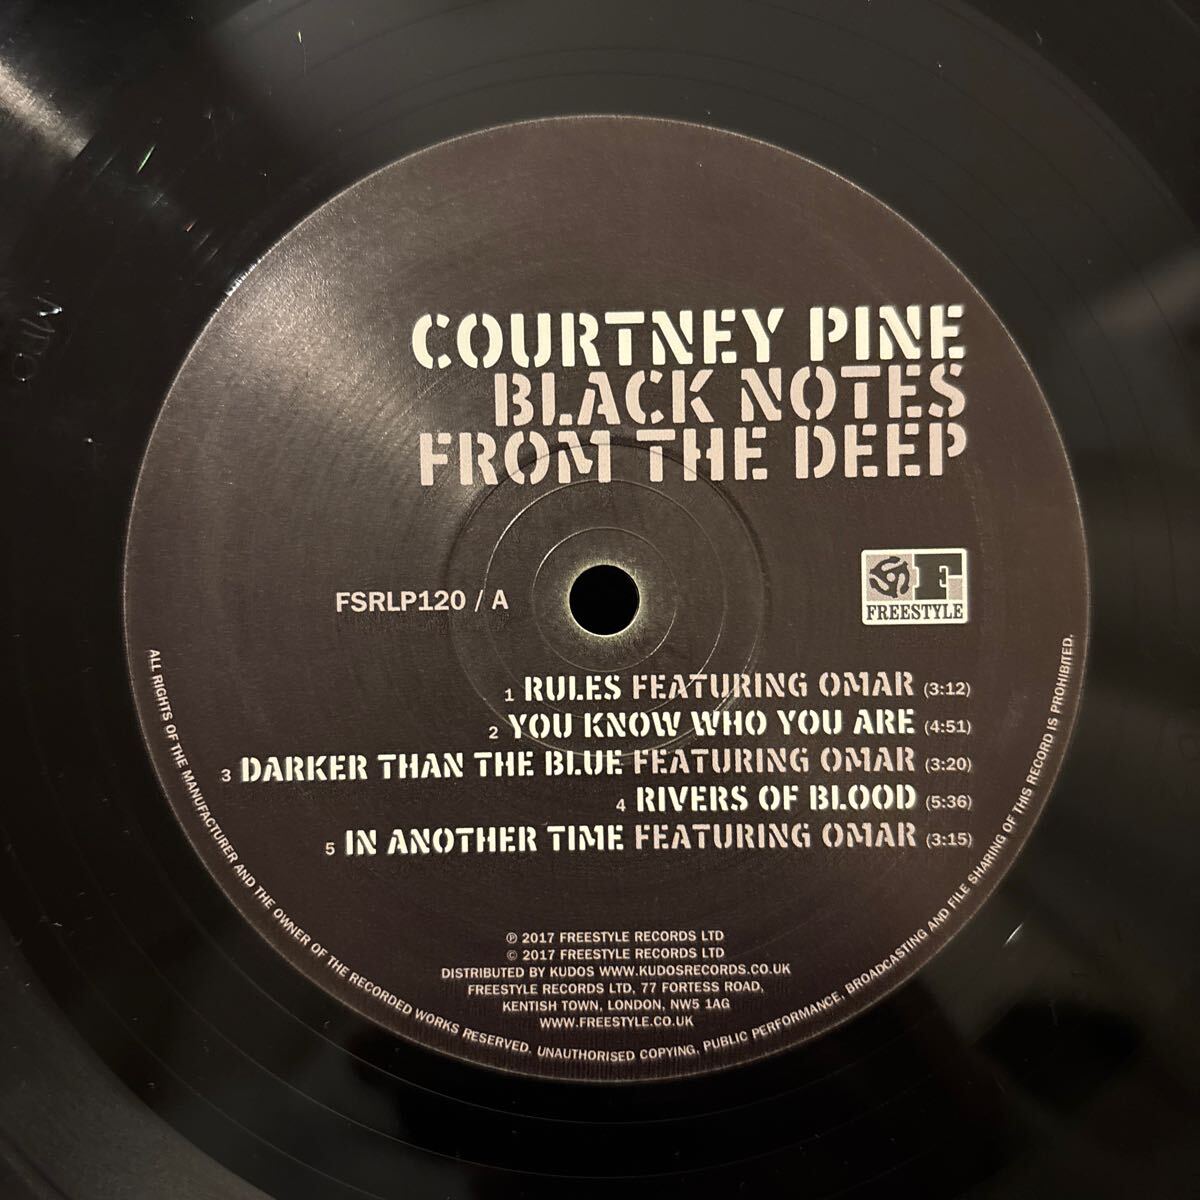 COURTNEY PINE
BLACK NOTES
FROM THE DEEP
FSRLP120 / A
F
FREESTYLE
1 RULES FEATURING OMAR (3:12)
2 YOU KNOW WHO YOU ARE (4:51)
3 DARKER THAN THE BLUE FEATURING OMAR (3:20)
4 RIVERS OF BLOOD (5:36)
5 IN ANOTHER TIME FEATURING OMAR (3:15)
℗ 2017 FREESTYLE RECORDS LTD
© 2017 FREESTYLE RECORDS LTD
DISTRIBUTED BY KUDOS WWW.KUDOSRECORDS.CO.UK
FREESTYLE RECORDS LTD, 77 FORTESS ROAD,
KENTISH TOWN, LONDON, NW5 1AG
WWW.FREESTYLE.CO.UK
ALL RIGHTS OF THE MANUFACTURER AND THE OWNER OF THE RECORDED WORKS RESERVED. UNAUTHORISED COPYING, PUBLIC PERFORMANCE, BROADCASTING AND FILE SHARING OF THIS RECORD IS PROHIBITED.